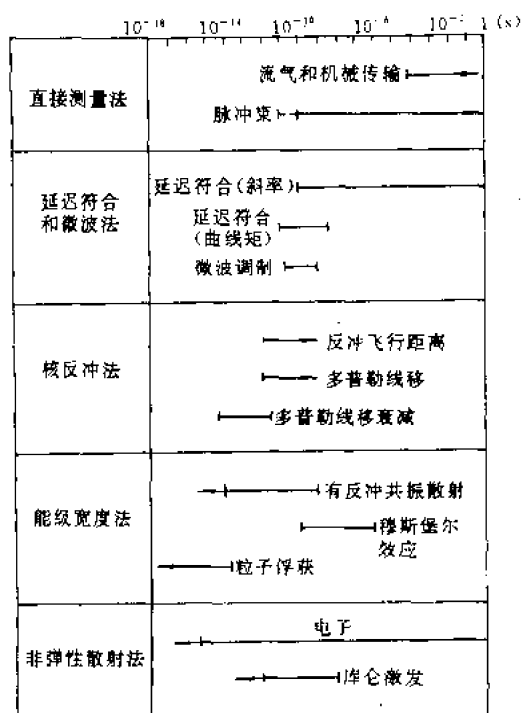 10⁻¹⁸ 10⁻¹⁴ 10⁻¹⁰ 10⁻⁶ 10⁻² 1 (s)
直接测量法
流气和机械传输
脉冲束
延迟符合
和微波法
延迟符合(斜率)
延迟符合
(曲线矩)
微波调制
核反冲法
反冲飞行距离
多普勒线移
多普勒线移衰减
能级宽度法
有反冲共振散射
穆斯堡尔
效应
粒子俘获
非弹性散射法
电子
库仑激发